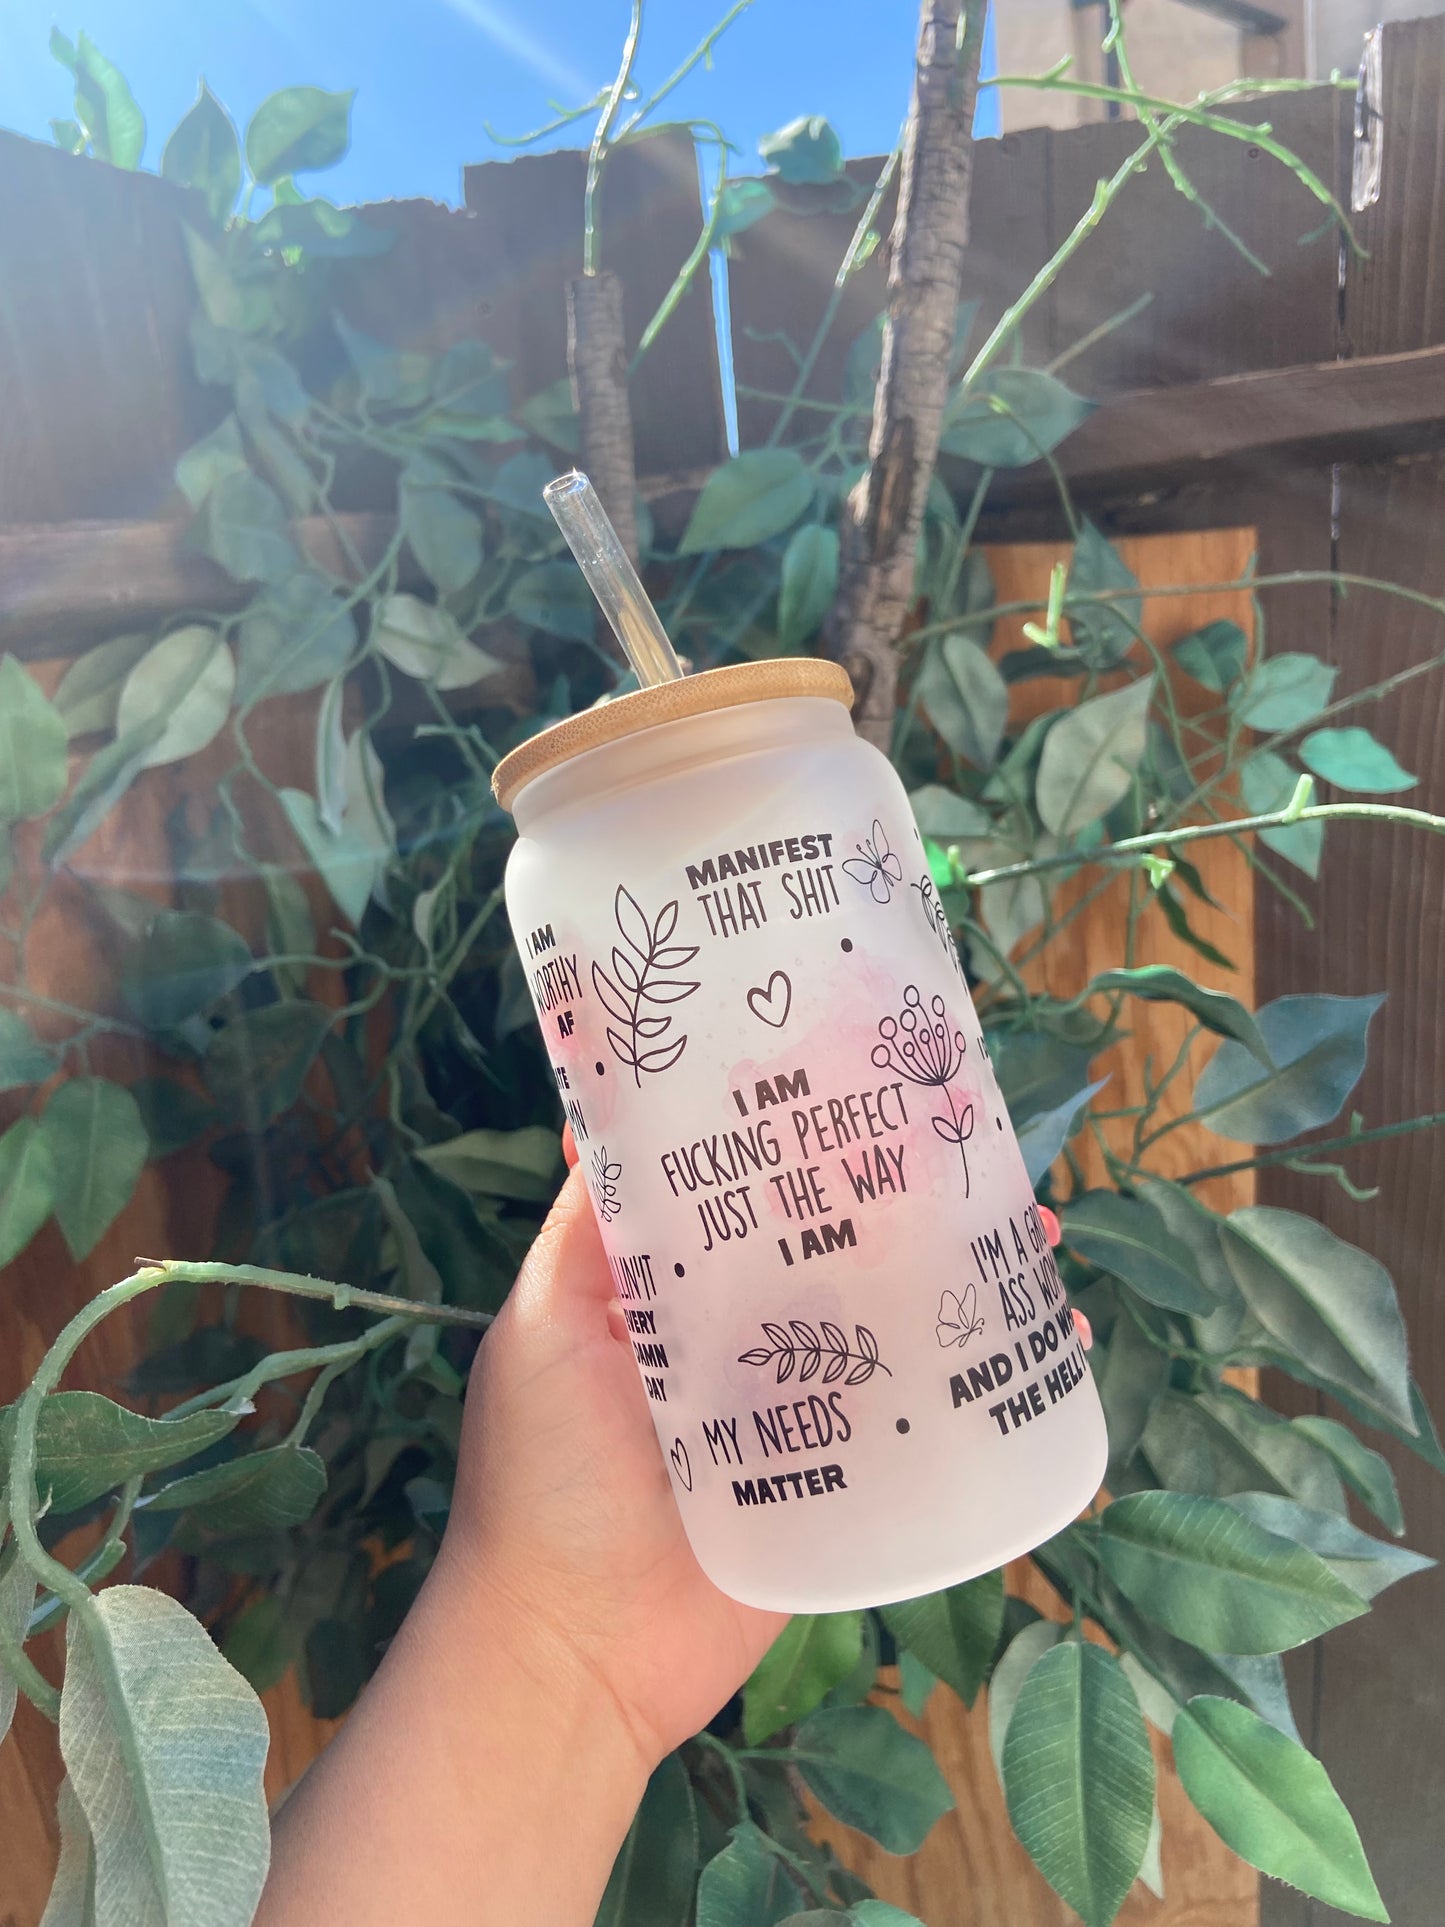 MANIFEST
THAT SHIT
I AM
WORTHY
AF
I AM
FUCKING PERFECT
JUST THE WAY
I AM
EVERY
DAMN
DAY
MY NEEDS
MATTER
I'M A
ASS
AND I DO
THE HELL